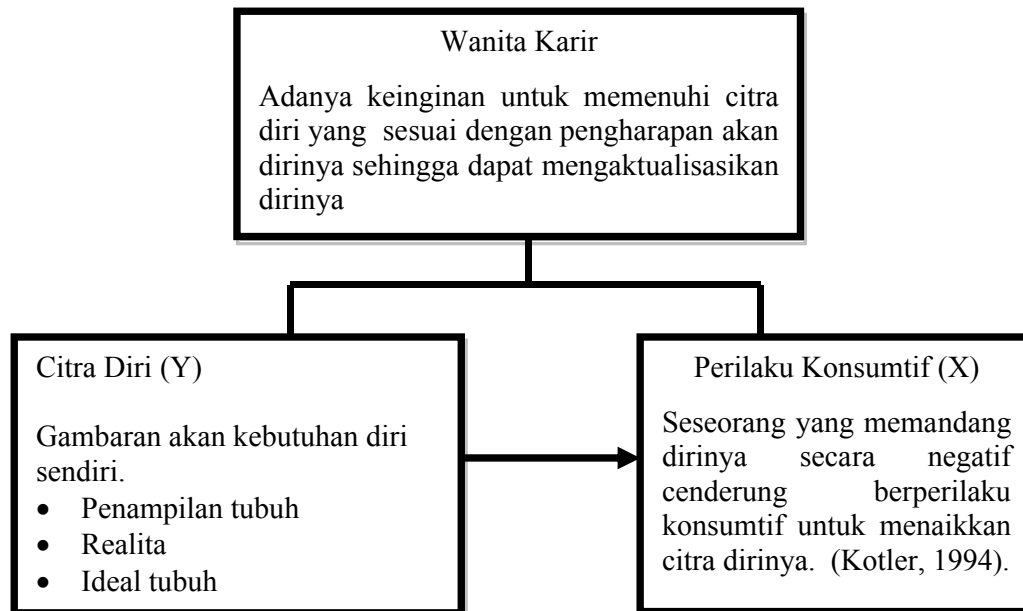 Wanita Karir
Adanya keinginan untuk memenuhi citra
diri yang sesuai dengan pengharapan akan
dirinya sehingga dapat mengaktualisasikan
dirinya
Citra Diri (Y)
Gambaran akan kebutuhan diri
sendiri.
• Penampilan tubuh
• Realita
• Ideal tubuh
Perilaku Konsumtif (X)
Seseorang yang memandang
dirinya secara negatif
cenderung berperilaku
konsumtif untuk menaikkan
citra dirinya. (Kotler, 1994).